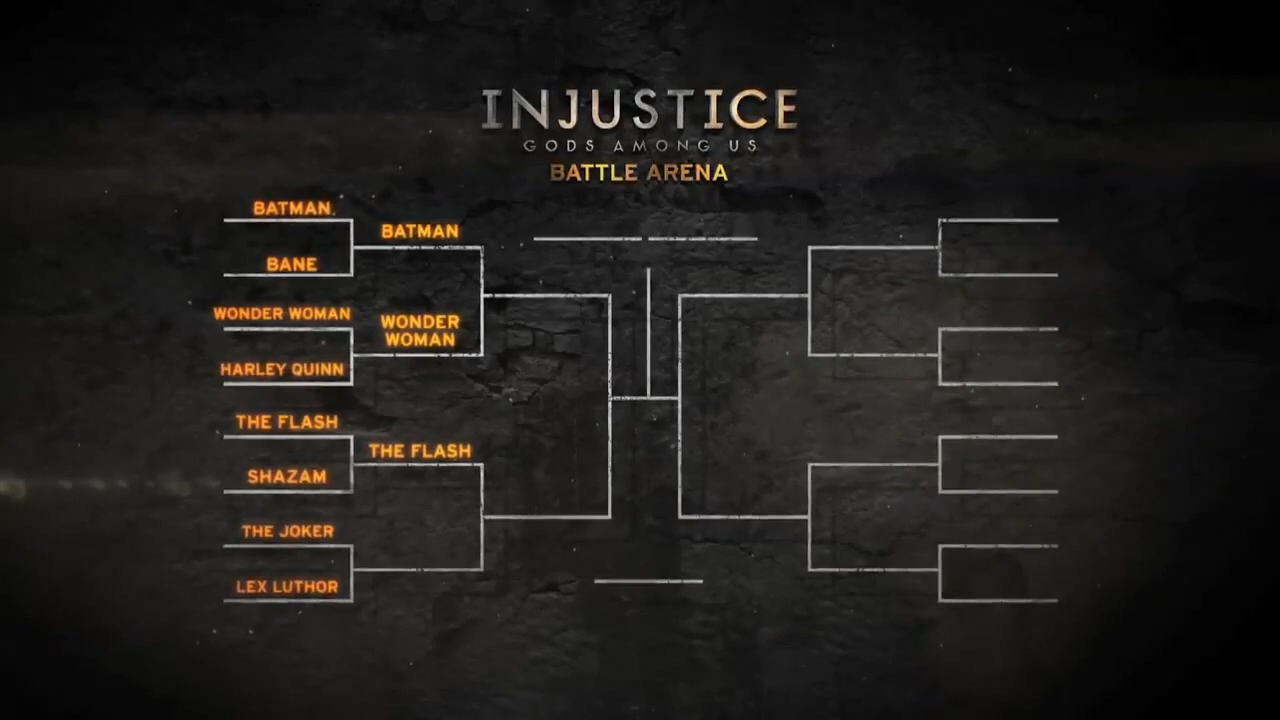 INJUSTICE
GODS AMONG US
BATTLE ARENA
BATMAN
BANE
WONDER WOMAN
HARLEY QUINN
THE FLASH
SHAZAM
THE JOKER
LEX LUTHOR
BATMAN
WONDER
WOMAN
THE FLASH